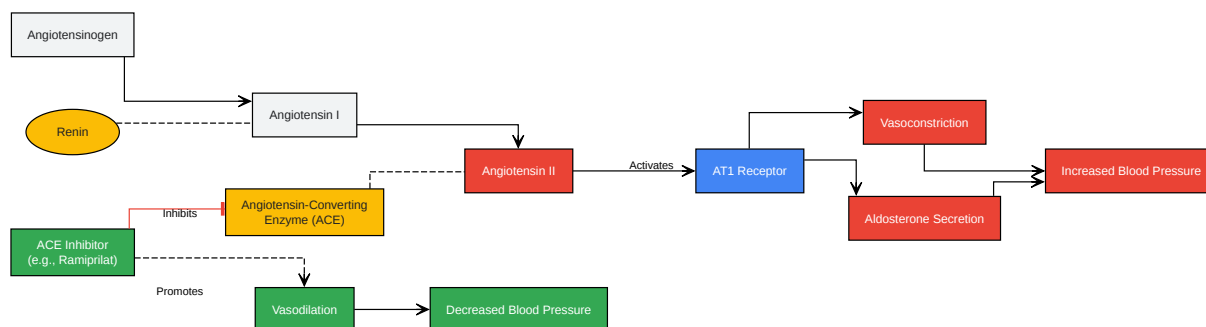 Angiotensinogen
Renin
Angiotensin I
Angiotensin II
Activates
AT1 Receptor
Vasoconstriction
Aldosterone Secretion
Increased Blood Pressure
Angiotensin-Converting
Enzyme (ACE)
Inhibits
ACE Inhibitor
(e.g., Ramiprilat)
Promotes
Vasodilation
Decreased Blood Pressure